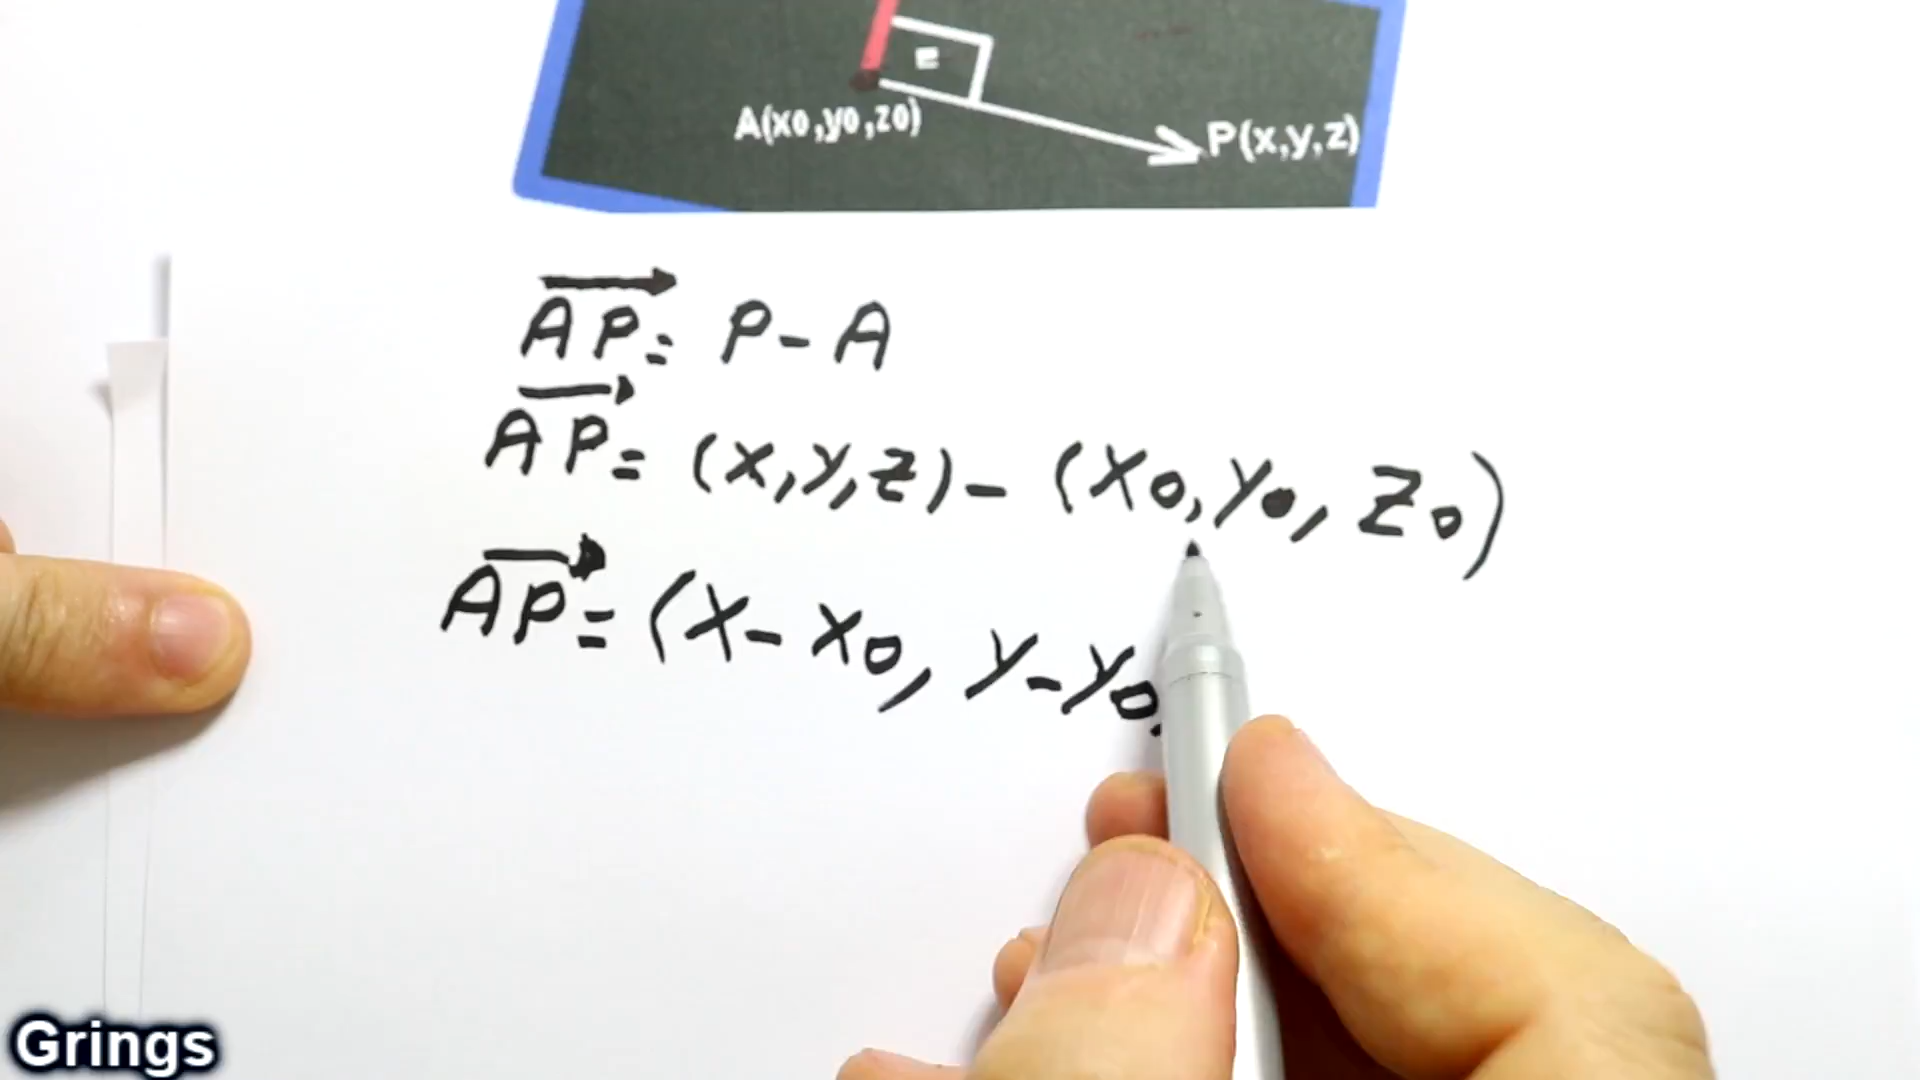 A(x0,y0,z0)
P(x,y,z)
AP= P-A
AP= (x,y,z)-(x0,y0,z0)
AP= (x-x0, y-y0,
Grings